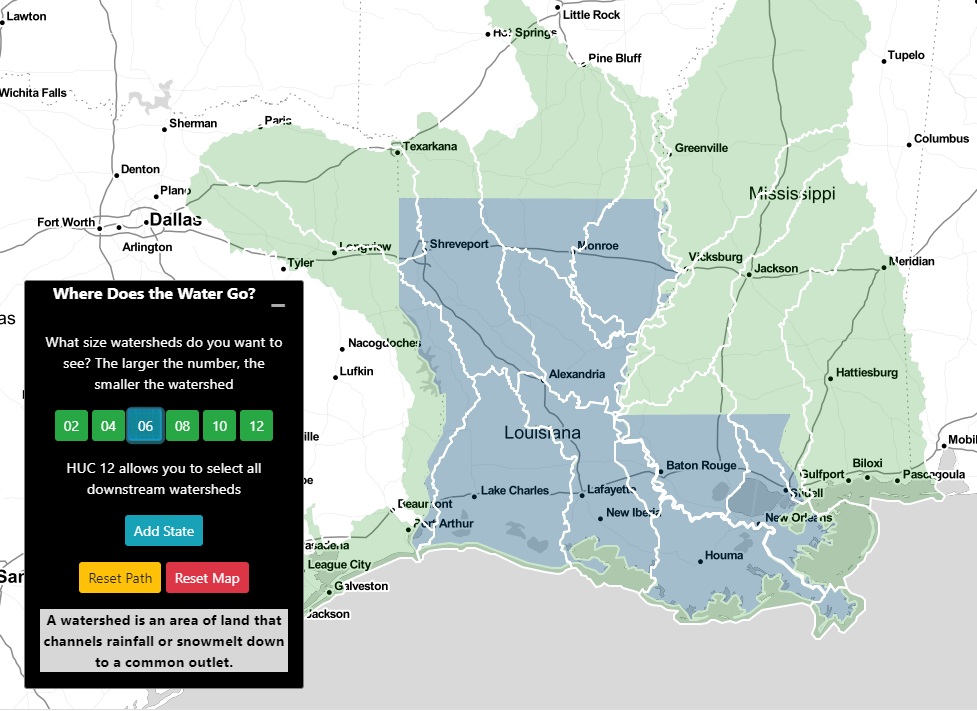 Lawton
Little Rock
Hot Springs
Pine Bluff
Tupelo
Wichita Falls
Sherman
Paris
Columbus
Texarkana
Greenville
Denton
Plano
Mississippi
Fort Worth
Dallas
Arlington
Longview
Shreveport
Monroe
Vicksburg
Jackson
Meridian
Tyler
Where Does the Water Go?
as
What size watersheds do you want to
see? The larger the number, the
smaller the watershed
Nacogdoches
Lufkin
Alexandria
Hattiesburg
02 04 06 08 10 12
Louisiana
ille
Mobil
HUC 12 allows you to select all
downstream watersheds
Baton Rouge
Biloxi
Gulfport
Pascagoula
Lake Charles
Lafayette
Slidell
Beaumont
New Iberia
New Orleans
Port Arthur
Add State
asadena
Houma
League City
San
Reset Path Reset Map
Galveston
Jackson
A watershed is an area of land that
channels rainfall or snowmelt down
to a common outlet.